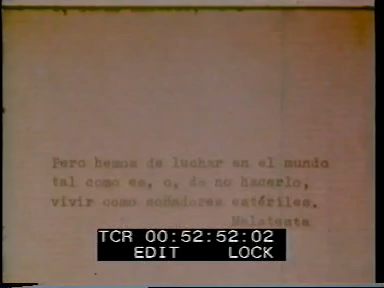 Pero hemos de luchar en el mundo
tal como es, o, de no hacerlo,
vivir como soñadores estériles.
Malatesta
TCR 00:52:52:02
EDIT LOCK